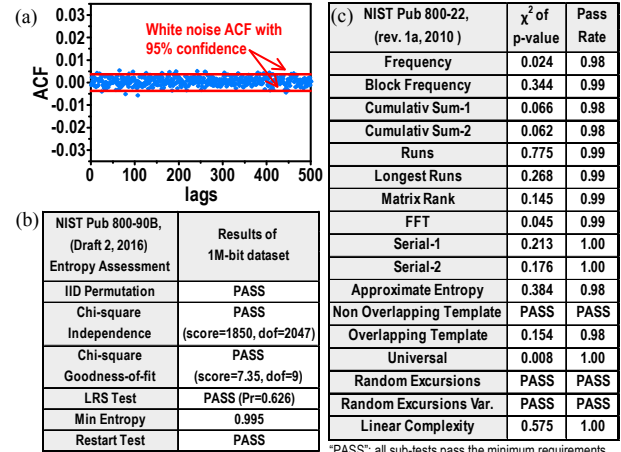 (a)
White noise ACF with
95% confidence
ACF
0.03
0.02
0.01
0.00
-0.01
-0.02
-0.03
0 100 200 300 400 500
lags
(b)
NIST Pub 800-90B,
(Draft 2, 2016)
Entropy Assessment
Results of
1M-bit dataset
IID Permutation PASS
Chi-square
Independence
PASS
(score=1850, dof=2047)
Chi-square
Goodness-of-fit
PASS
(score=7.35, dof=9)
LRS Test PASS (Pr=0.626)
Min Entropy 0.995
Restart Test PASS
(c)
NIST Pub 800-22,
(rev. 1a, 2010 )
χ² of
p-value
Pass
Rate
Frequency 0.024 0.98
Block Frequency 0.344 0.99
Cumulativ Sum-1 0.066 0.98
Cumulativ Sum-2 0.062 0.98
Runs 0.775 0.99
Longest Runs 0.268 0.99
Matrix Rank 0.145 0.99
FFT 0.045 0.99
Serial-1 0.213 1.00
Serial-2 0.176 1.00
Approximate Entropy 0.384 0.98
Non Overlapping Template PASS PASS
Overlapping Template 0.154 0.98
Universal 0.008 1.00
Random Excursions PASS PASS
Random Excursions Var. PASS PASS
Linear Complexity 0.575 1.00
"PASS": all sub-tests pass the minimum requirements